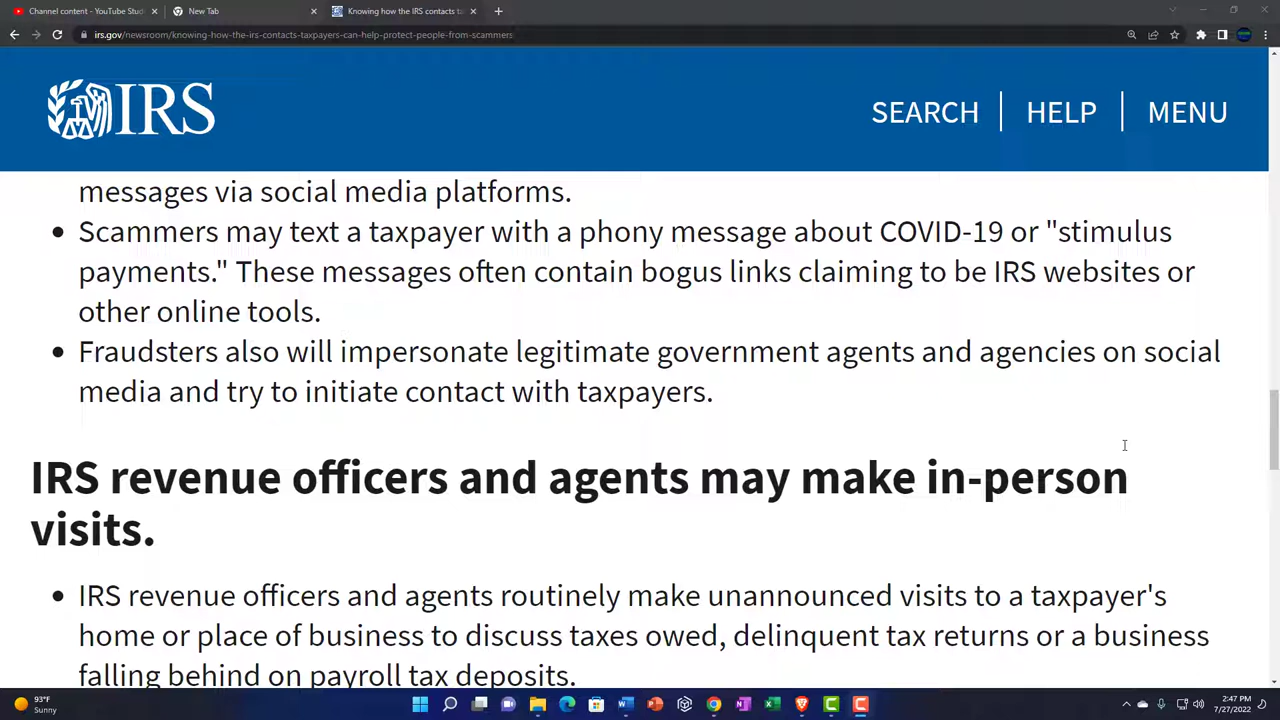 Channel content - YouTube Stud
New Tab
Knowing how the IRS contacts ta
irs.gov/newsroom/knowing-how-the-irs-contacts-taxpayers-can-help-protect-people-from-scammers
IRS
SEARCH
HELP
MENU
messages via social media platforms.
Scammers may text a taxpayer with a phony message about COVID-19 or "stimulus
payments." These messages often contain bogus links claiming to be IRS websites or
other online tools.
Fraudsters also will impersonate legitimate government agents and agencies on social
media and try to initiate contact with taxpayers.
IRS revenue officers and agents may make in-person
visits.
IRS revenue officers and agents routinely make unannounced visits to a taxpayer's
home or place of business to discuss taxes owed, delinquent tax returns or a business
falling behind on payroll tax deposits.
93°F
Sunny
2:47 PM
7/27/2022